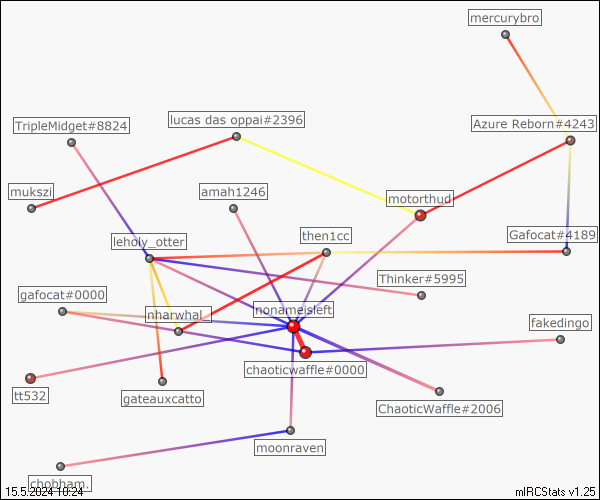 mercurybro
lucas das oppai#2396
TripleMidget#8824
Azure Reborn#4243
mukszi
amah1246
motorthud
leholy_otter
then1cc
Gafocat#4189
Thinker#5995
gafocat#0000
nharwhal_
nonameisleft
fakedingo
chaoticwaffle#0000
tt532
gateauxcatto
ChaoticWaffle#2006
moonraven
chobham.
15.5.2024 10:24
mIRCStats v1.25